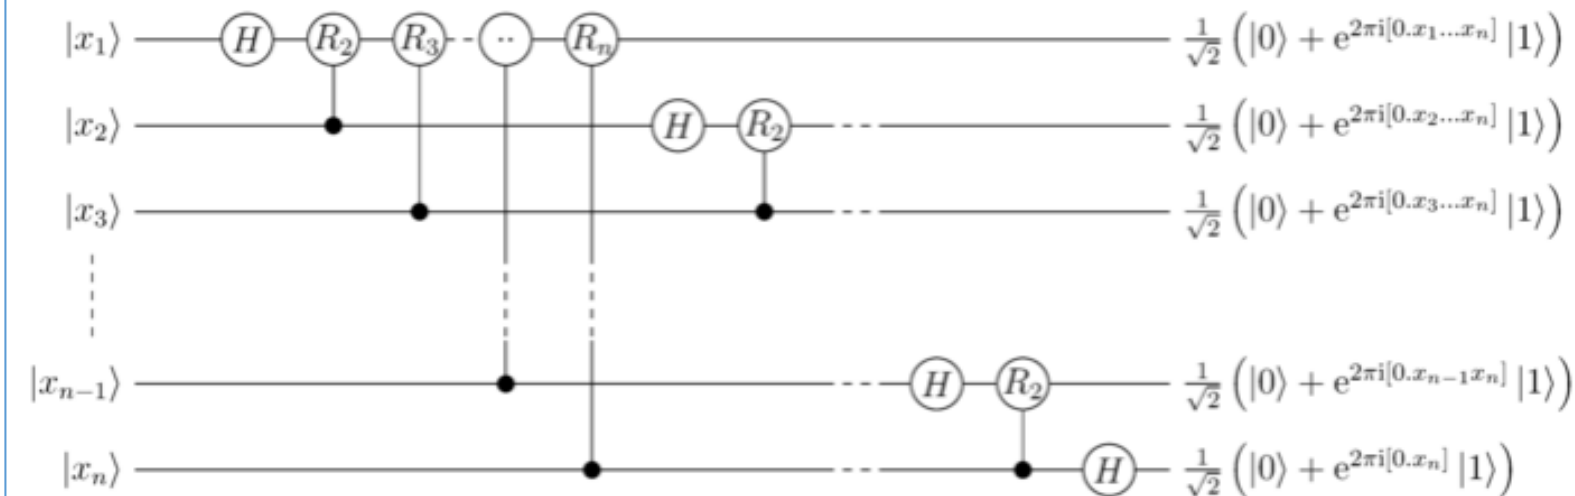 |x₁⟩ H R₂ R₃ ·· Rₙ 1/√2 (|0⟩ + e^{2πi[0.x₁...xₙ]} |1⟩)
|x₂⟩ H R₂ 1/√2 (|0⟩ + e^{2πi[0.x₂...xₙ]} |1⟩)
|x₃⟩ 1/√2 (|0⟩ + e^{2πi[0.x₃...xₙ]} |1⟩)
|xₙ₋₁⟩ H R₂ 1/√2 (|0⟩ + e^{2πi[0.xₙ₋₁xₙ]} |1⟩)
|xₙ⟩ H 1/√2 (|0⟩ + e^{2πi[0.xₙ]} |1⟩)